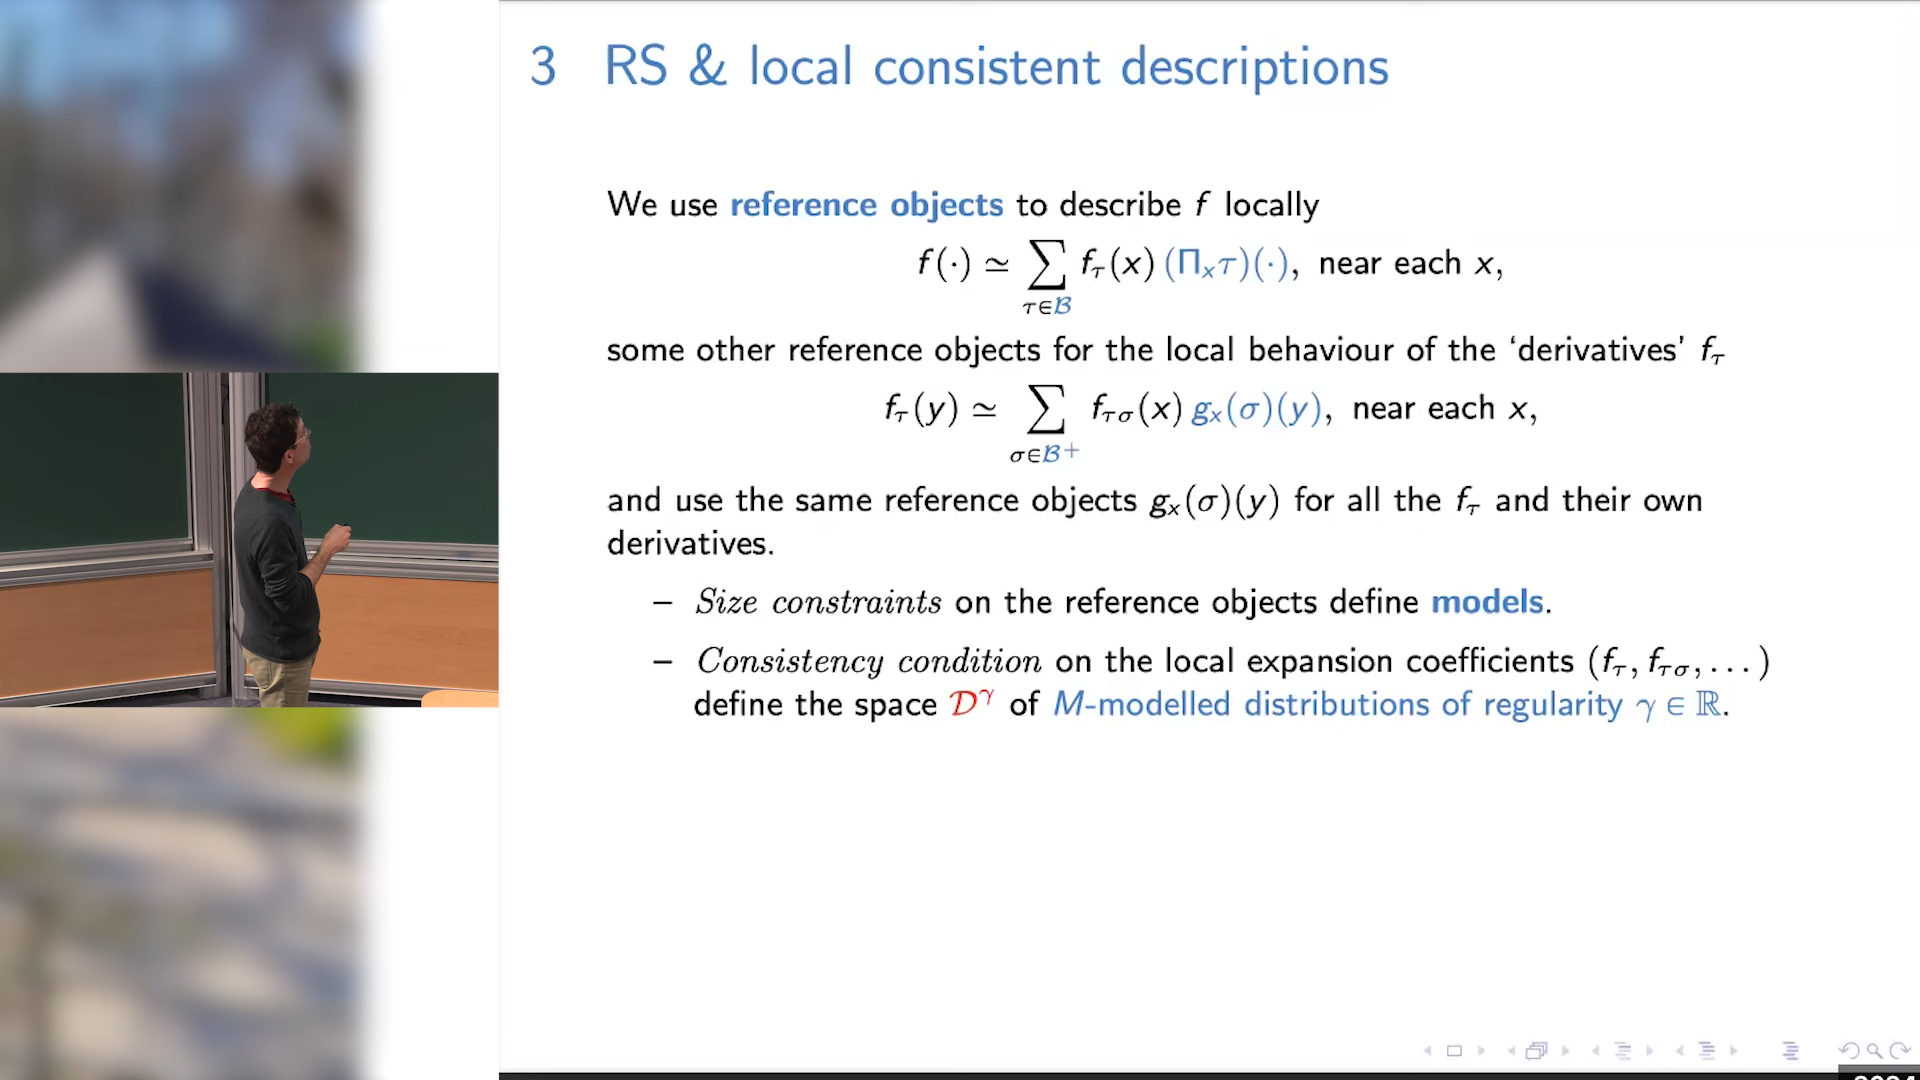 3 RS & local consistent descriptions
We use reference objects to describe f locally
f(·) ≃ ∑_{τ∈ℬ} f_τ(x) (Π_xτ)(·), near each x,
some other reference objects for the local behaviour of the ‘derivatives’ f_τ
f_τ(y) ≃ ∑_{σ∈ℬ⁺} f_{τσ}(x) g_x(σ)(y), near each x,
and use the same reference objects g_x(σ)(y) for all the f_τ and their own
derivatives.
– Size constraints on the reference objects define models.
– Consistency condition on the local expansion coefficients (f_τ, f_{τσ}, . . . )
define the space 𝒟^γ of M-modelled distributions of regularity γ ∈ ℝ.